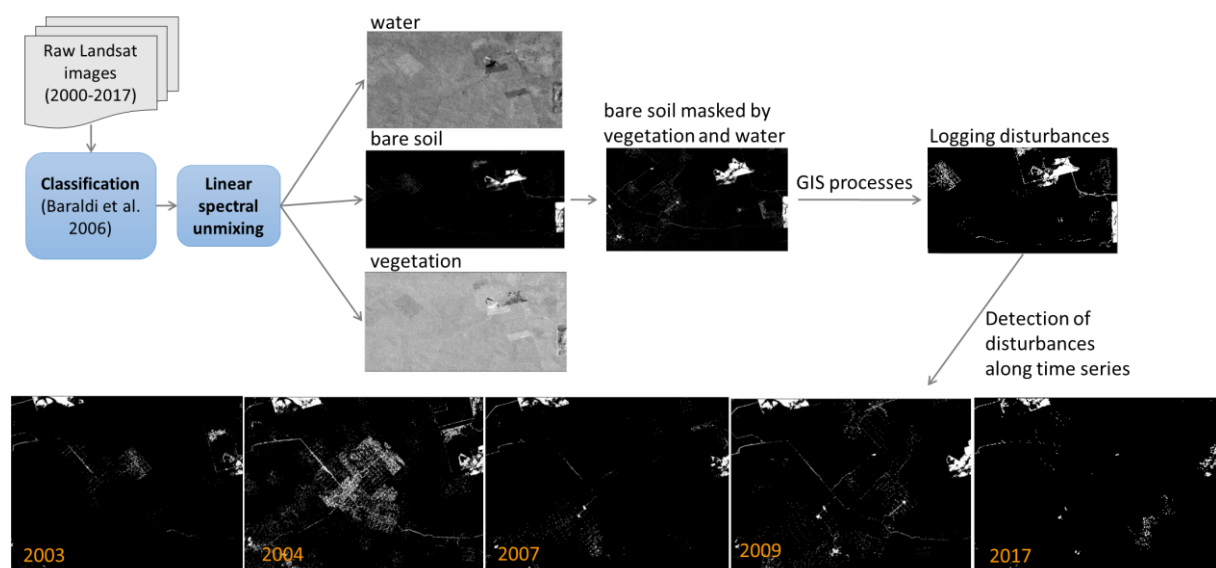 Raw Landsat
images
(2000-2017)
Classification
(Baraldi et al.
2006)
Linear
spectral
unmixing
water
bare soil
vegetation
bare soil masked by
vegetation and water
GIS processes
Logging disturbances
Detection of
disturbances
along time series
2003
2004
2007
2009
2017